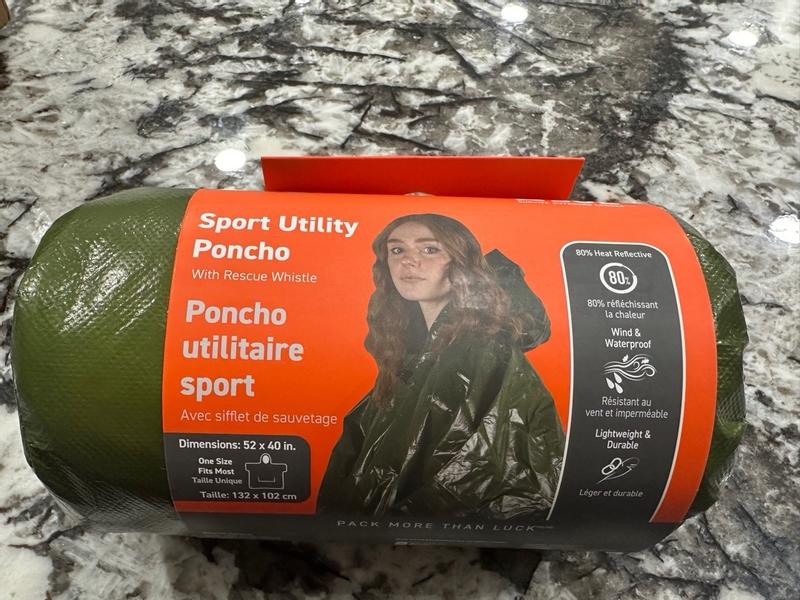 Sport Utility
Poncho
With Rescue Whistle
Poncho
utilitaire
sport
Avec sifflet de sauvetage
Dimensions: 52 x 40 in.
One Size
Fits Most
Taille Unique
Taille: 132 x 102 cm
80% Heat Reflective
80%
80% réfléchissant
la chaleur
Wind &
Waterproof
Résistant au
vent et imperméable
Lightweight &
Durable
Léger et durable
PACK MORE THAN LUCK